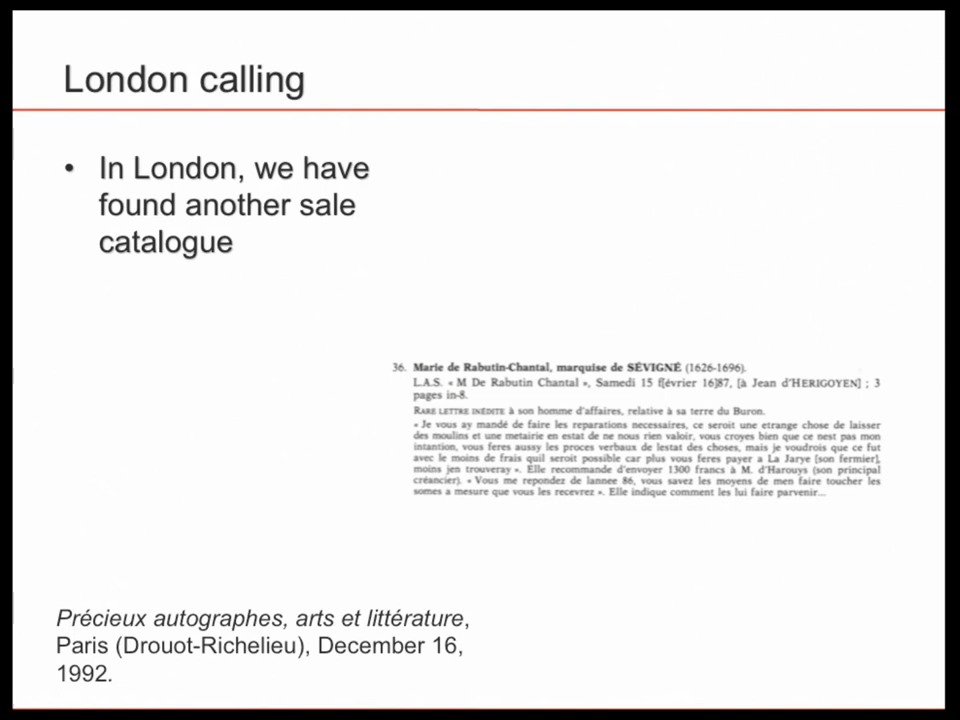 London calling
• In London, we have
found another sale
catalogue
36. Marie de Rabutin-Chantal, marquise de SÉVIGNÉ (1626-1696).
L.A.S. « M De Rabutin Chantal », Samedi 15 f[évrier 16]87, [à Jean d'HERIGOYEN] ; 3
pages in-8.
RARE LETTRE INÉDITE à son homme d'affaires, relative à sa terre du Buron.
« Je vous ay mandé de faire les reparations necessaires, ce seroit une etrange chose de laisser
des moulins et une metairie en estat de ne nous rien valoir, vous croyes bien que ce nest pas mon
intantion, vous feres aussy les proces verbaux de lestat des choses, mais je voudrois que ce fut
avec le moins de frais quil seroit possible car plus vous feres payer a La Jarye [son fermier],
moins jen trouveray ». Elle recommande d'envoyer 1300 francs à M. d'Harouys (son principal
créancier). « Vous me repondez de lannee 86, vous savez les moyens de men faire toucher les
somes a mesure que vous les recevrez ». Elle indique comment les lui faire parvenir...
Précieux autographes, arts et littérature,
Paris (Drouot-Richelieu), December 16,
1992.